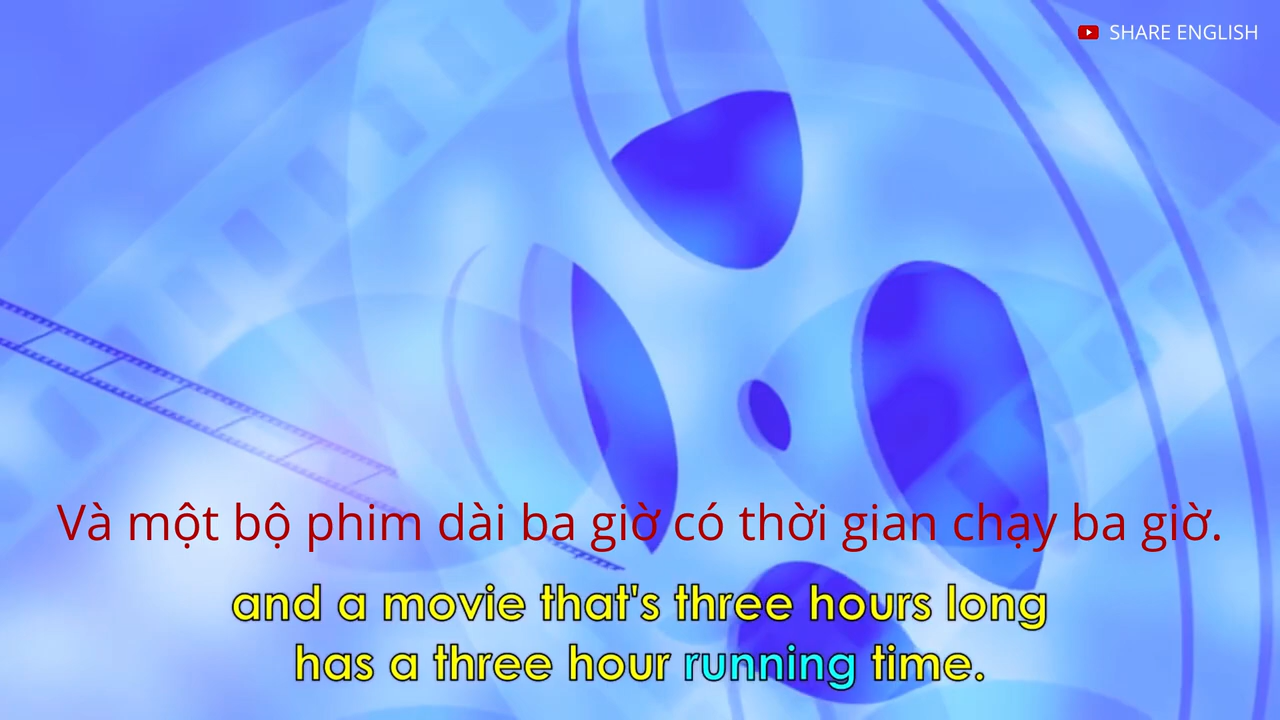 SHARE ENGLISH
Và một bộ phim dài ba giờ có thời gian chạy ba giờ.
and a movie that's three hours long
has a three hour running time.